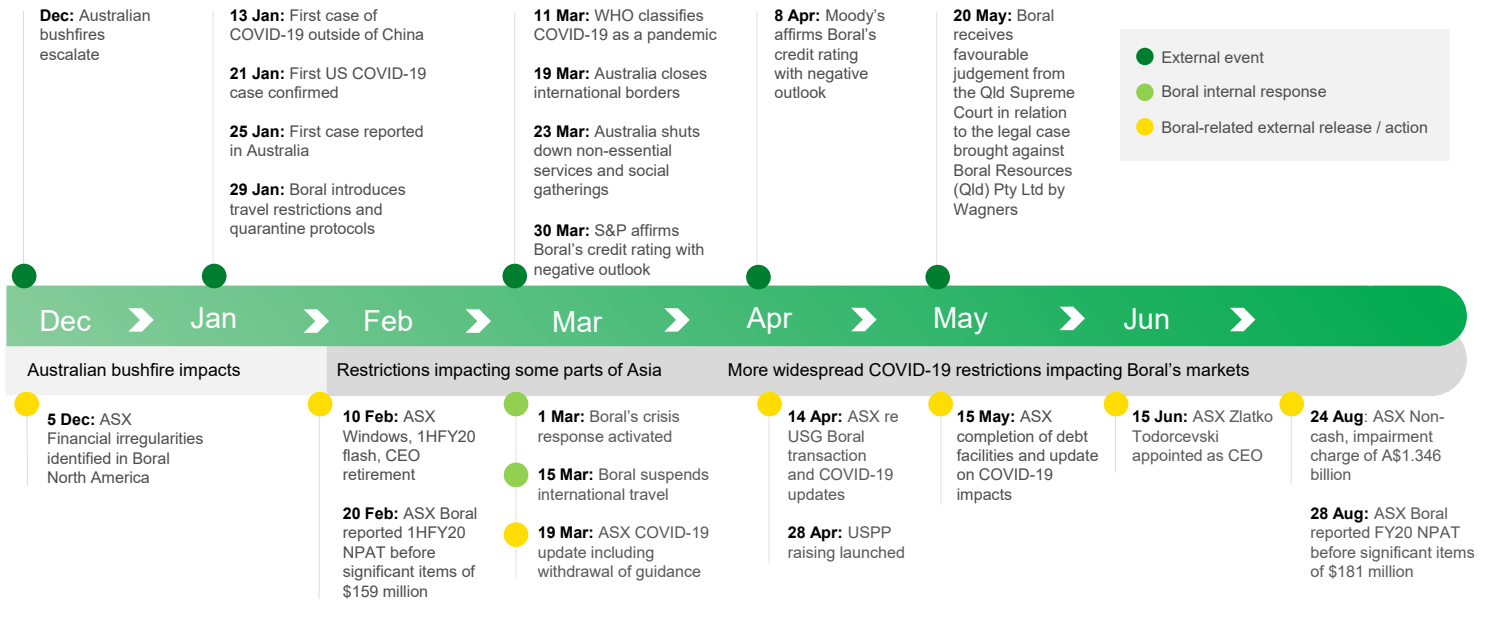 Dec: Australian
bushfires
escalate
13 Jan: First case of
COVID-19 outside of China
21 Jan: First US COVID-19
case confirmed
25 Jan: First case reported
in Australia
29 Jan: Boral introduces
travel restrictions and
quarantine protocols
11 Mar: WHO classifies
COVID-19 as a pandemic
19 Mar: Australia closes
international borders
23 Mar: Australia shuts
down non-essential
services and social
gatherings
30 Mar: S&P affirms
Boral's credit rating with
negative outlook
8 Apr: Moody's
affirms Boral's
credit rating
with negative
outlook
20 May: Boral
receives
favourable
judgement from
the Qld Supreme
Court in relation
to the legal case
brought against
Boral Resources
(Qld) Pty Ltd by
Wagners
External event
Boral internal response
Boral-related external release / action
Dec
Jan
Feb
Mar
Apr
May
Jun
Australian bushfire impacts
Restrictions impacting some parts of Asia
More widespread COVID-19 restrictions impacting Boral's markets
5 Dec: ASX
Financial irregularities
identified in Boral
North America
10 Feb: ASX
Windows, 1HFY20
flash, CEO
retirement
20 Feb: ASX Boral
reported 1HFY20
NPAT before
significant items of
$159 million
1 Mar: Boral's crisis
response activated
15 Mar: Boral suspends
international travel
19 Mar: ASX COVID-19
update including
withdrawal of guidance
14 Apr: ASX re
USG Boral
transaction
and COVID-19
updates
28 Apr: USPP
raising launched
15 May: ASX
completion of debt
facilities and update
on COVID-19
impacts
15 Jun: ASX Zlatko
Todorcevski
appointed as CEO
24 Aug: ASX Non-
cash, impairment
charge of A$1.346
billion
28 Aug: ASX Boral
reported FY20 NPAT
before significant items
of $181 million